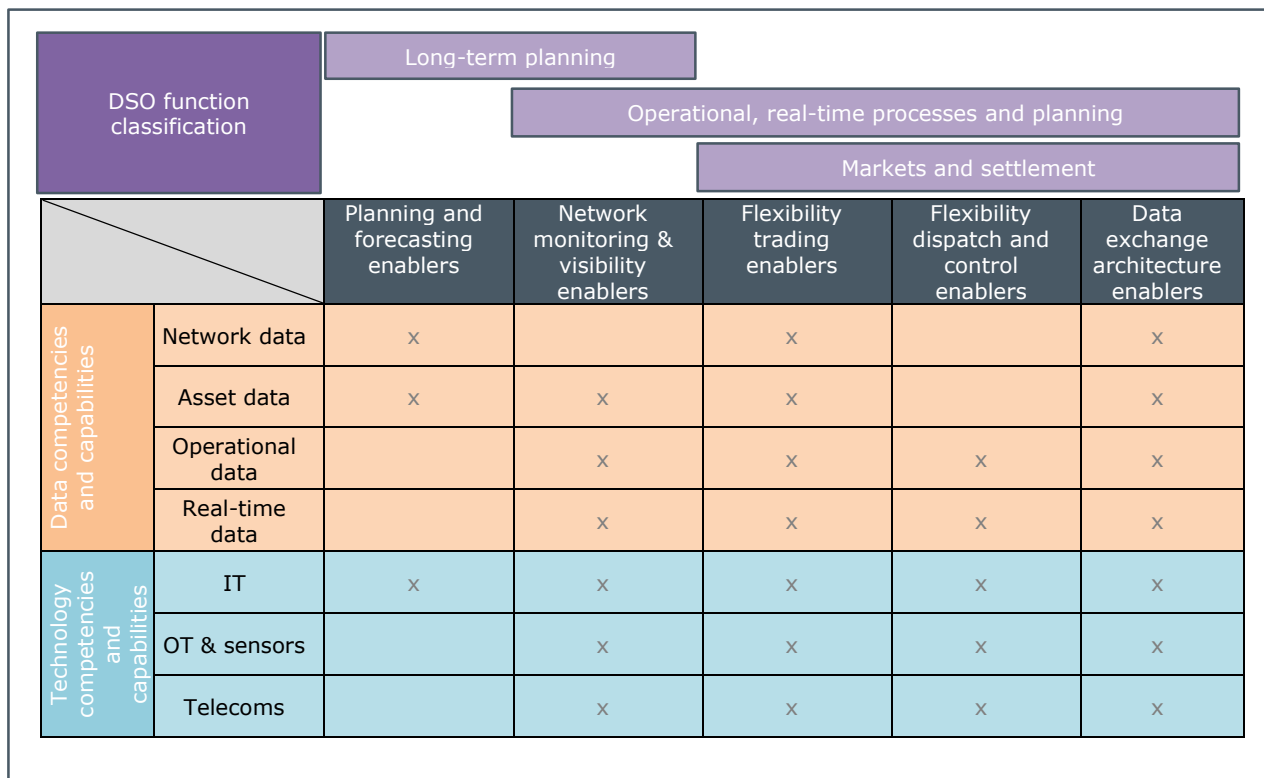 DSO function
classification
Long-term planning
Operational, real-time processes and planning
Markets and settlement
Planning and
forecasting
enablers
Network
monitoring &
visibility
enablers
Flexibility
trading
enablers
Flexibility
dispatch and
control
enablers
Data
exchange
architecture
enablers
Data competencies
and capabilities
Network data
x
x
x
Asset data
x
x
x
x
Operational
data
x
x
x
x
Real-time
data
x
x
x
x
Technology
competencies
and
capabilities
IT
x
x
x
x
x
OT & sensors
x
x
x
x
Telecoms
x
x
x
x